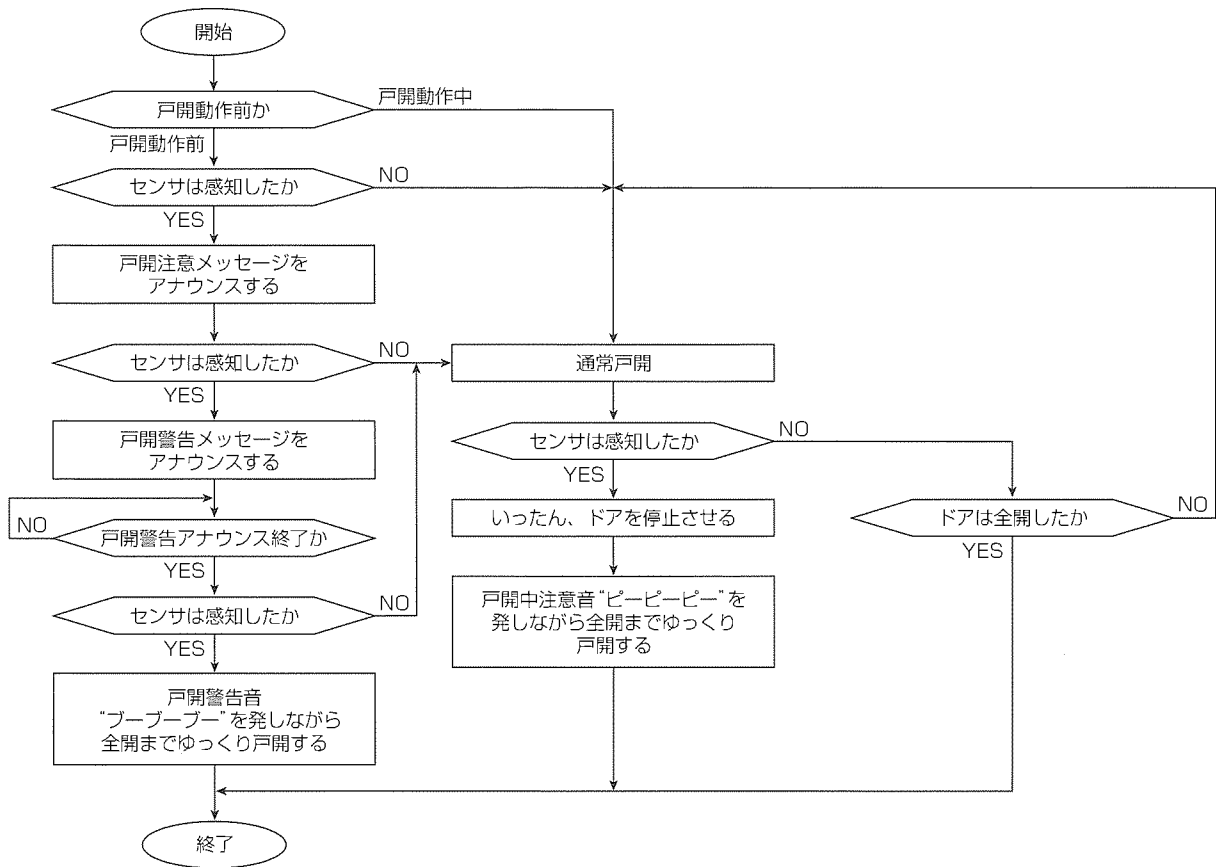 開始
戸開動作前か
戸開動作中
戸開動作前
センサは感知したか
NO
YES
戸開注意メッセージを
アナウンスする
センサは感知したか
NO
YES
戸開警告メッセージを
アナウンスする
NO
戸開警告アナウンス終了か
YES
センサは感知したか
NO
YES
戸開警告音
“ブーブーブー”を発しながら
全開までゆっくり戸開する
通常戸開
センサは感知したか
NO
YES
いったん、ドアを停止させる
戸開中注意音“ピーピーピー”を
発しながら全開までゆっくり
戸開する
ドアは全開したか
NO
YES
終了